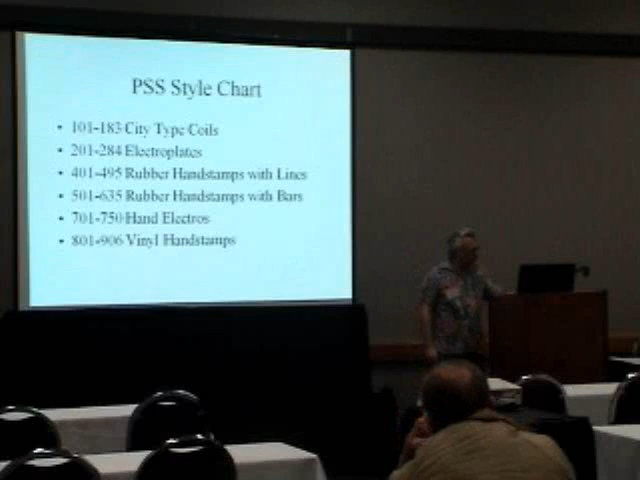 PSS Style Chart
• 101-183 City Type Coils
• 201-284 Electroplates
• 401-495 Rubber Handstamps with Lines
• 501-635 Rubber Handstamps with Bars
• 701-750 Hand Electros
• 801-906 Vinyl Handstamps